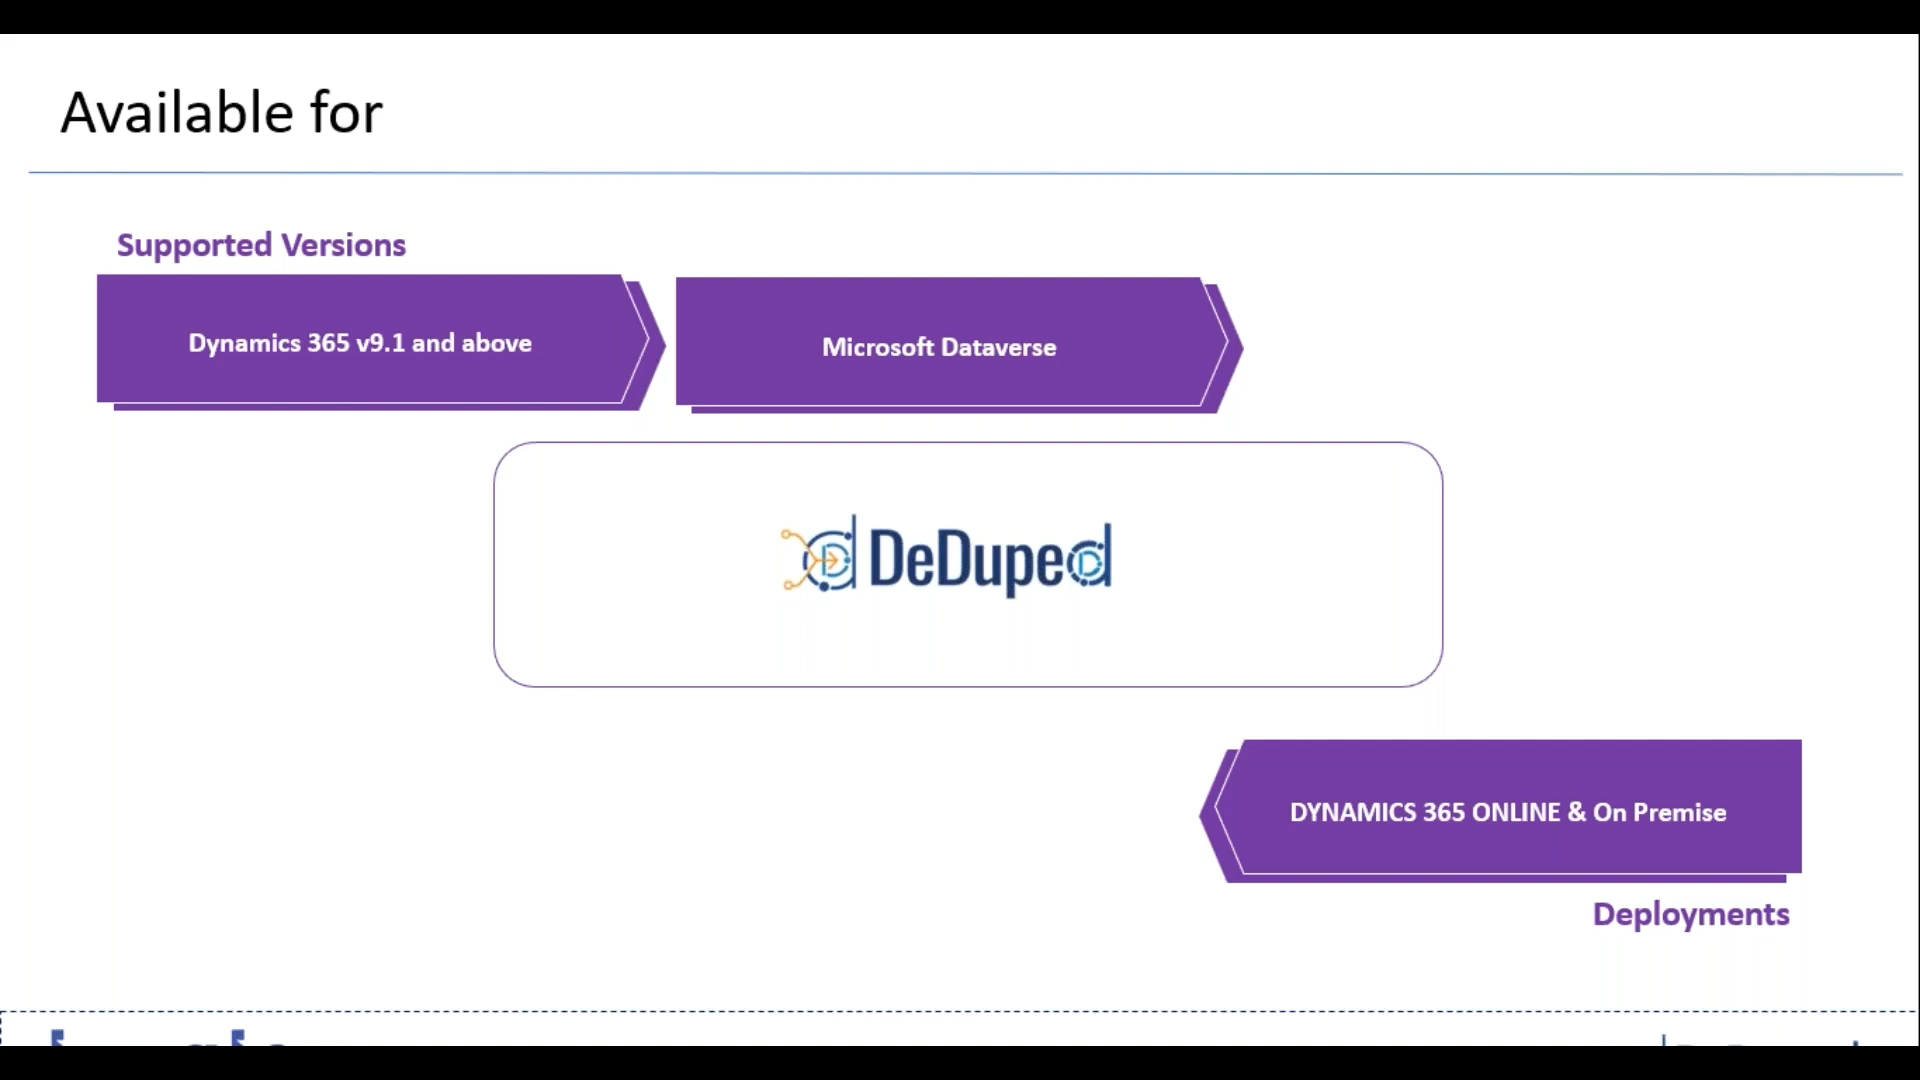 Available for
Supported Versions
Dynamics 365 v9.1 and above
Microsoft Dataverse
DeDuped
DYNAMICS 365 ONLINE & On Premise
Deployments